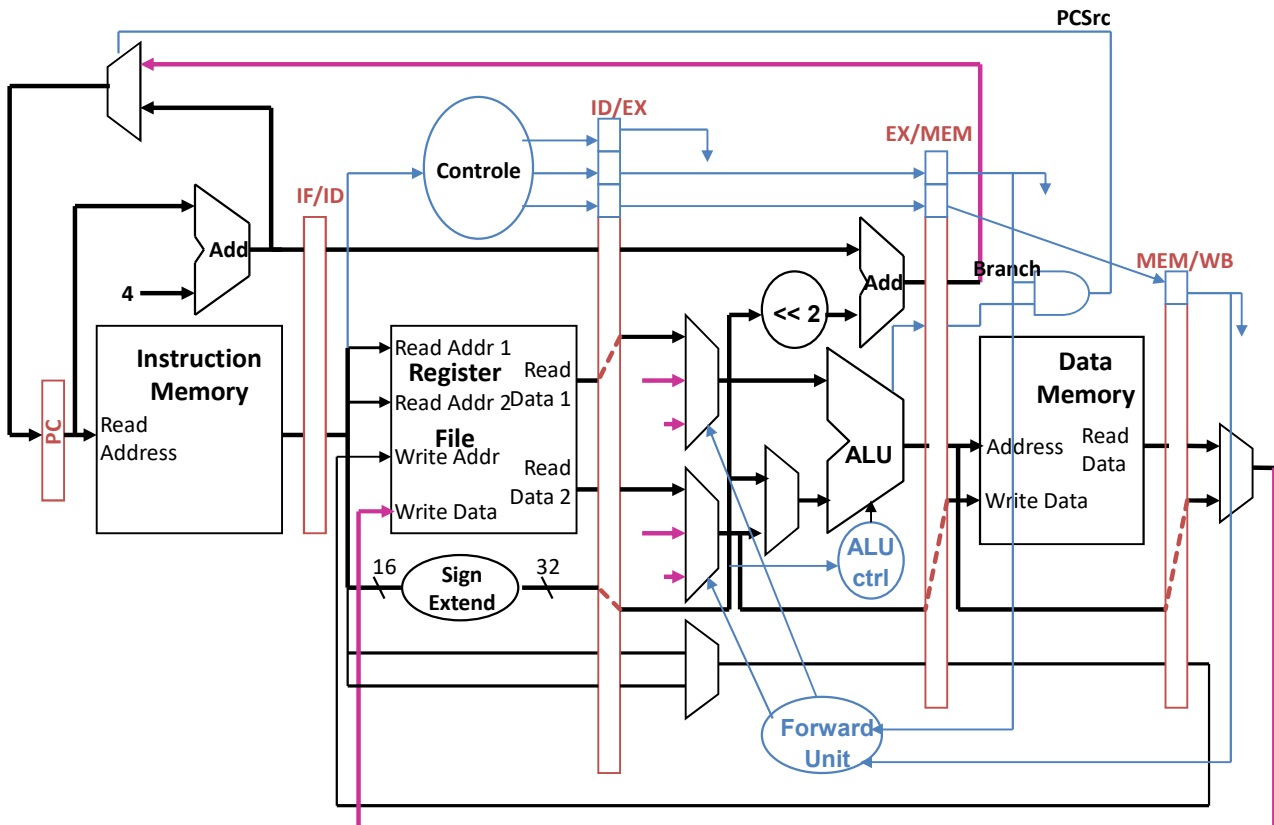 PCSrc
ID/EX
EX/MEM
Controle
IF/ID
Add
Add
Branch
MEM/WB
4
<< 2
Instruction
Memory
Read
Address
PC
Read Addr 1
Register
Read
Data 1
Read Addr 2
File
Write Addr
Read
Data 2
Write Data
ALU
Data
Memory
Address
Read
Data
Write Data
ALU
ctrl
16
Sign
Extend
32
Forward
Unit